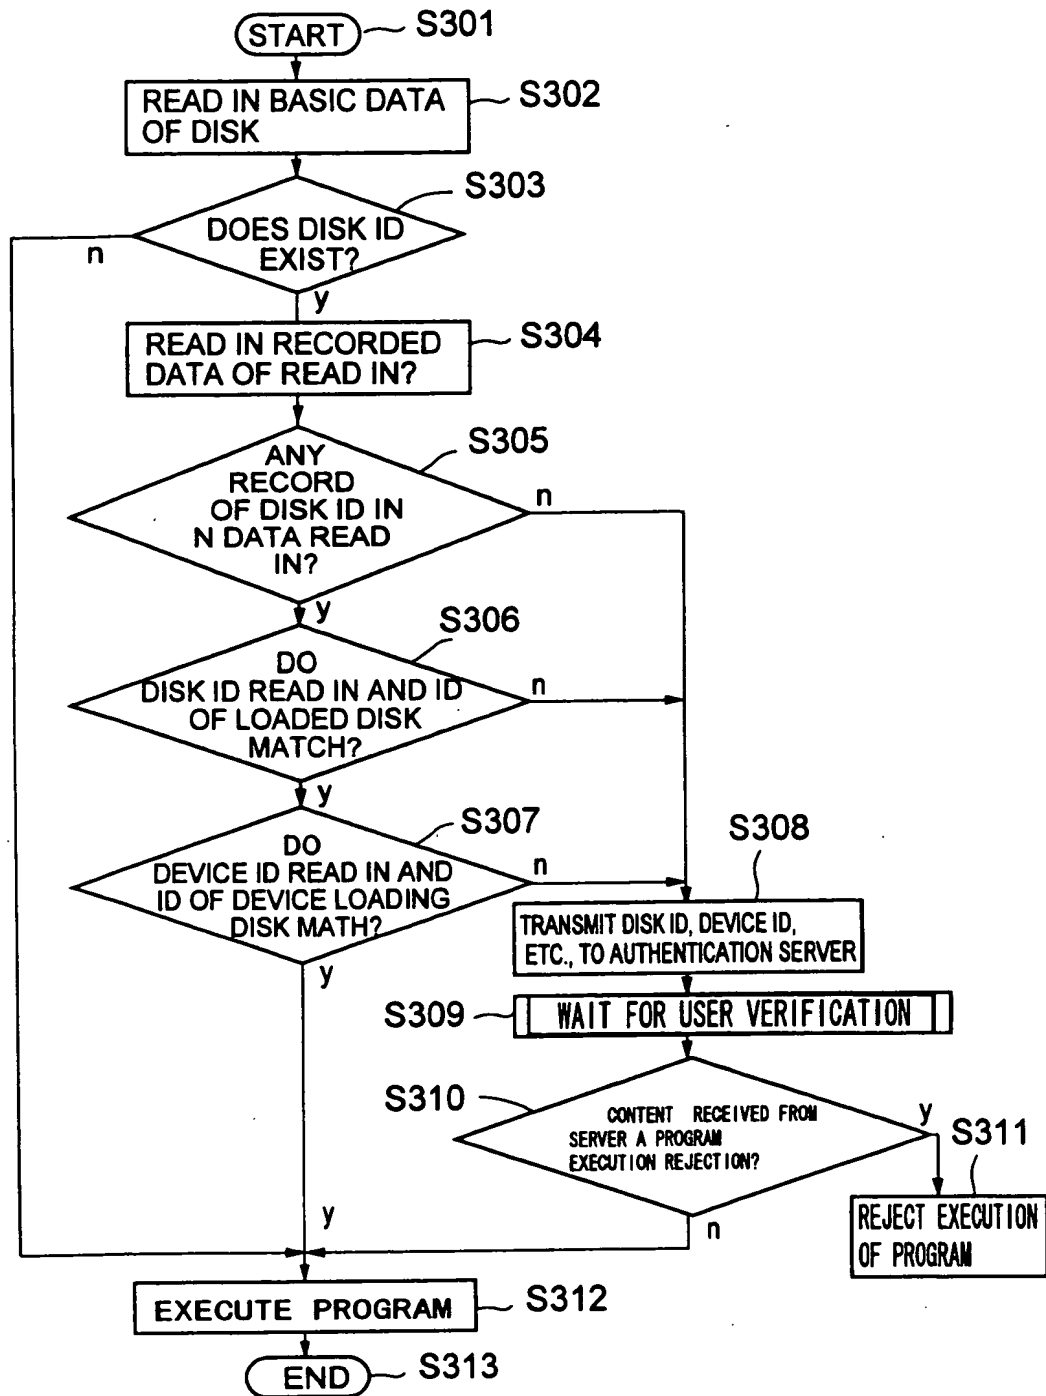 START
S301
READ IN BASIC DATA
OF DISK
S302
S303
DOES DISK ID
EXIST?
n
y
READ IN RECORDED
DATA OF READ IN?
S304
S305
ANY
RECORD
OF DISK ID IN
N DATA READ
IN?
n
y
S306
DO
DISK ID READ IN AND ID
OF LOADED DISK
MATCH?
n
y
S307
DO
DEVICE ID READ IN AND
ID OF DEVICE LOADING
DISK MATH?
n
y
S308
TRANSMIT DISK ID, DEVICE ID,
ETC., TO AUTHENTICATION SERVER
S309
WAIT FOR USER VERIFICATION
S310
CONTENT RECEIVED FROM
SERVER A PROGRAM
EXECUTION REJECTION?
y
S311
REJECT EXECUTION
OF PROGRAM
n
y
EXECUTE PROGRAM
S312
END
S313